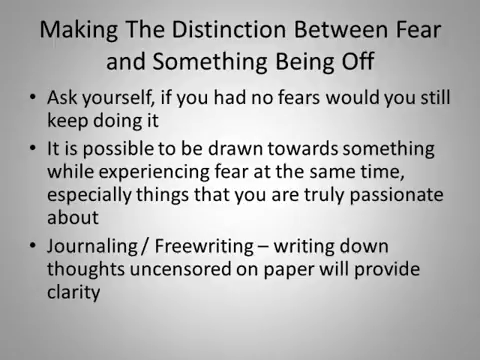 Making The Distinction Between Fear
and Something Being Off
• Ask yourself, if you had no fears would you still
keep doing it
• It is possible to be drawn towards something
while experiencing fear at the same time,
especially things that you are truly passionate
about
• Journaling / Freewriting – writing down
thoughts uncensored on paper will provide
clarity